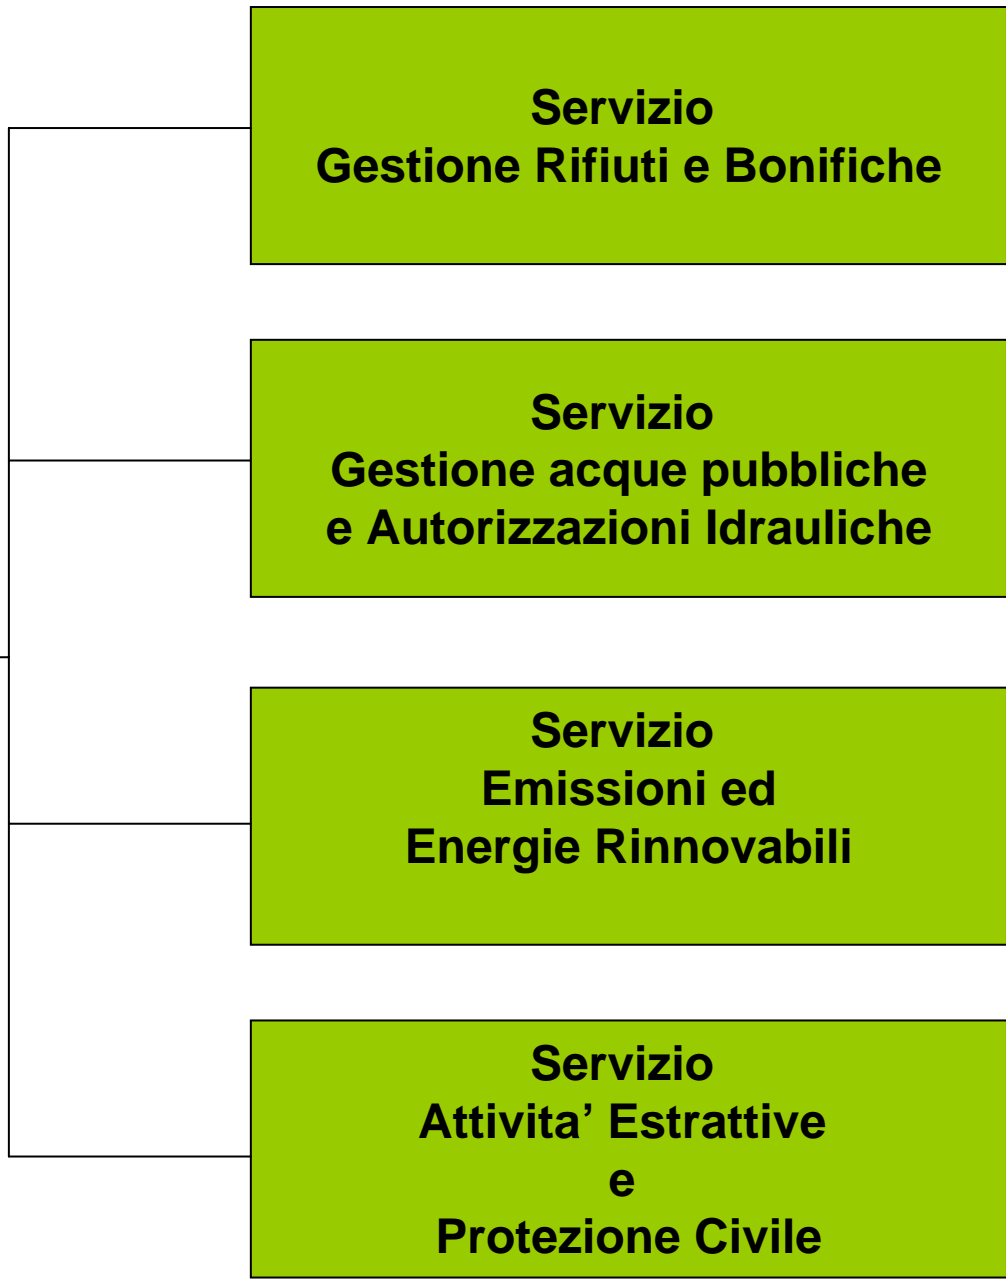 Servizio
Gestione Rifiuti e Bonifiche
Servizio
Gestione acque pubbliche
e Autorizzazioni Idrauliche
Servizio
Emissioni ed
Energie Rinnovabili
Servizio
Attivita’ Estrattive
e
Protezione Civile